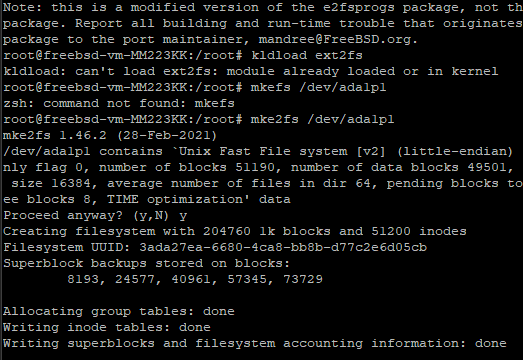 Note: this is a modified version of the e2fsprogs package, not th
package. Report all building and run-time trouble that originates
package to the port maintainer, mandree@FreeBSD.org.
root@freebsd-vm-MM223KK:/root# kldload ext2fs
kldload: can't load ext2fs: module already loaded or in kernel
root@freebsd-vm-MM223KK:/root# mkefs /dev/ada1p1
zsh: command not found: mkefs
root@freebsd-vm-MM223KK:/root# mke2fs /dev/ada1p1
mke2fs 1.46.2 (28-Feb-2021)
/dev/ada1p1 contains `Unix Fast File system [v2] (little-endian)
nly flag 0, number of blocks 51190, number of data blocks 49501,
 size 16384, average number of files in dir 64, pending blocks to
ee blocks 8, TIME optimization' data
Proceed anyway? (y,N) y
Creating filesystem with 204760 1k blocks and 51200 inodes
Filesystem UUID: 3ada27ea-6680-4ca8-bb8b-d77c2e6d05cb
Superblock backups stored on blocks:
        8193, 24577, 40961, 57345, 73729

Allocating group tables: done
Writing inode tables: done
Writing superblocks and filesystem accounting information: done